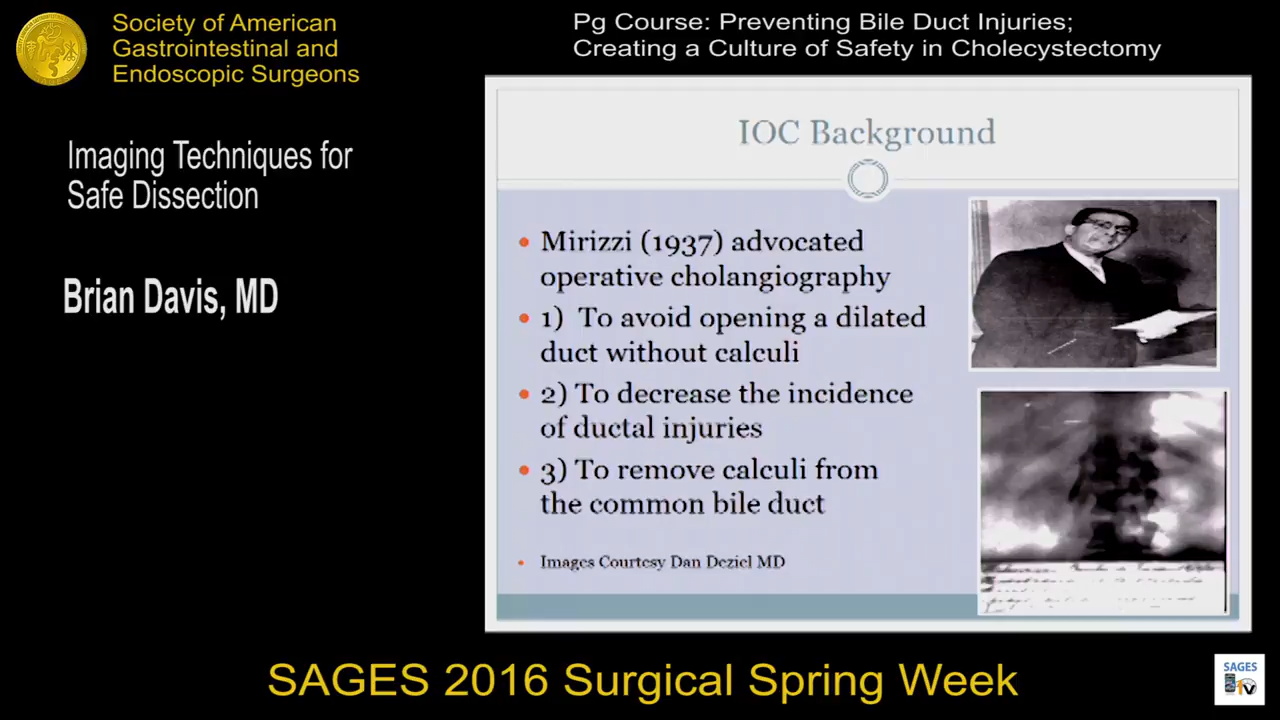 Society of American
Gastrointestinal and
Endoscopic Surgeons
Pg Course: Preventing Bile Duct Injuries;
Creating a Culture of Safety in Cholecystectomy
Imaging Techniques for
Safe Dissection
Brian Davis, MD
IOC Background
• Mirizzi (1937) advocated
operative cholangiography
• 1) To avoid opening a dilated
duct without calculi
• 2) To decrease the incidence
of ductal injuries
• 3) To remove calculi from
the common bile duct
• Images Courtesy Dan Deziel MD
SAGES 2016 Surgical Spring Week
SAGES
TV